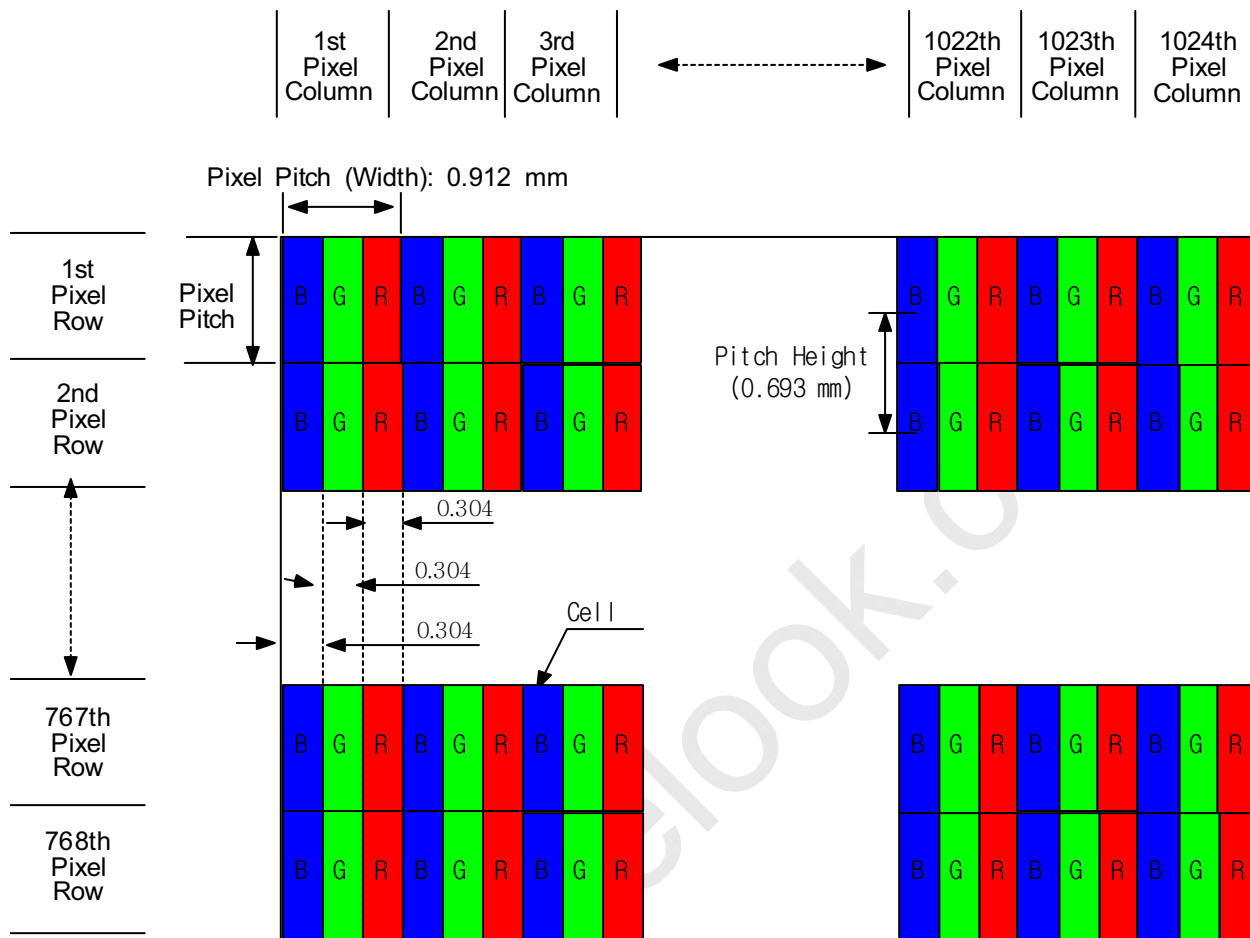 1st
Pixel
Column
2nd
Pixel
Column
3rd
Pixel
Column
1022th
Pixel
Column
1023th
Pixel
Column
1024th
Pixel
Column
Pixel Pitch (Width): 0.912 mm
1st
Pixel
Row
Pixel
Pitch
B G R B G R B G R
B G R B G R B G R
Pitch Height
(0.693 mm)
2nd
Pixel
Row
B G R B G R B G R
B G R B G R B G R
0.304
0.304
0.304
Cell
767th
Pixel
Row
B G R B G R B G R
B G R B G R B G R
768th
Pixel
Row
B G R B G R B G R
B G R B G R B G R